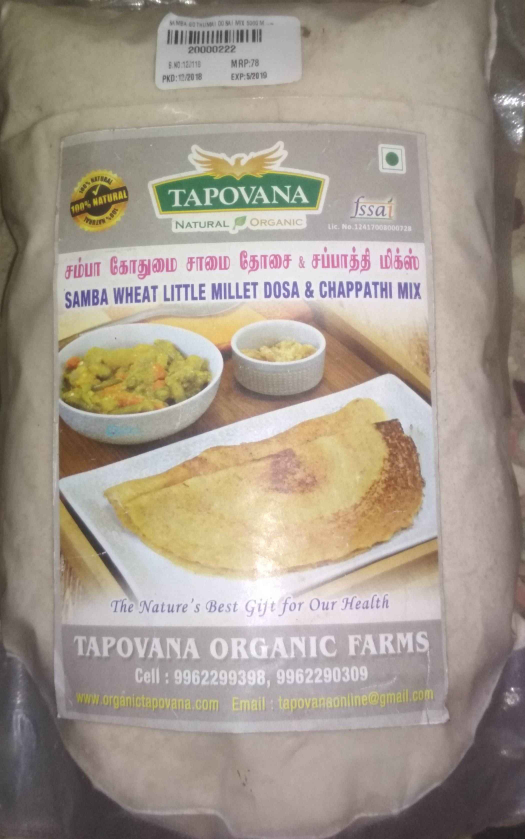 20000222
MRP:78
PKD:12/2018 EXP:5/2019
100% NATURAL
100% NATURAL
TAPOVANA
NATURAL ORGANIC
fssai
சம்பா கோதுமை சாமை தோசை & சப்பாத்தி மிக்ஸ்
SAMBA WHEAT LITTLE MILLET DOSA & CHAPPATHI MIX
The Nature's Best Gift for Our Health
TAPOVANA ORGANIC FARMS
Cell : 9962299398, 9962290309
www.organictapovana.com Email : tapovanaonline@gmail.com